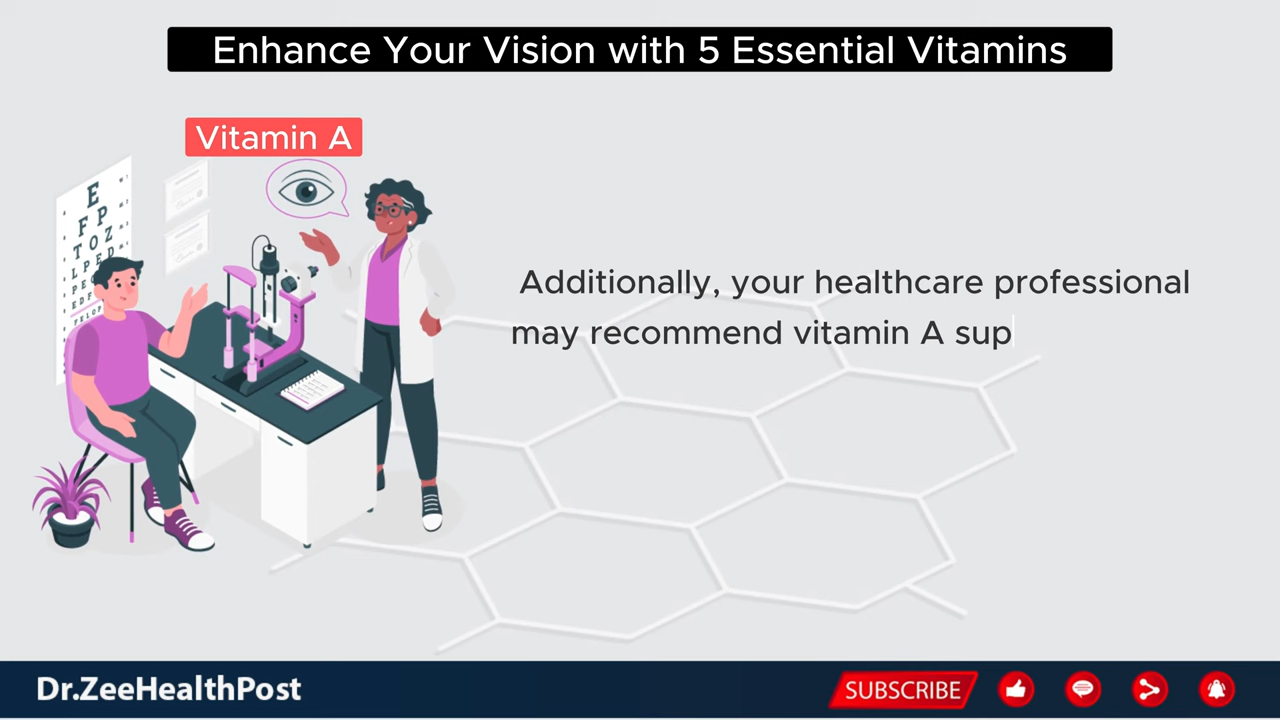 Enhance Your Vision with 5 Essential Vitamins
Vitamin A
E
F P
T O Z
L P E D
Additionally, your healthcare professional
may recommend vitamin A sup
Dr.ZeeHealthPost
SUBSCRIBE